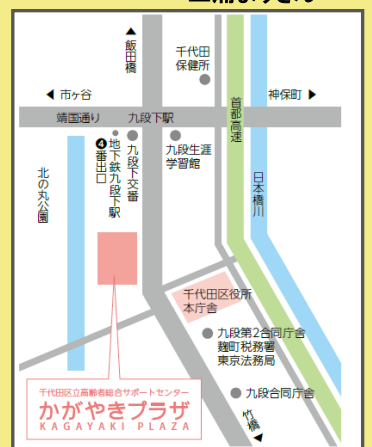 ▲飯田橋
千代田
保健所
◀ 市ヶ谷
神保町 ▶
靖国通り
九段下駅
首都高速
❹番出口
地下鉄九段下駅
九段下交番
九段生涯
学習館
北の丸公園
日本橋川
千代田区役所
本庁舎
九段第2合同庁舎
麹町税務署
東京法務局
九段合同庁舎
竹橋▼
千代田区立高齢者総合サポートセンター
かがやきプラザ
KAGAYAKI PLAZA